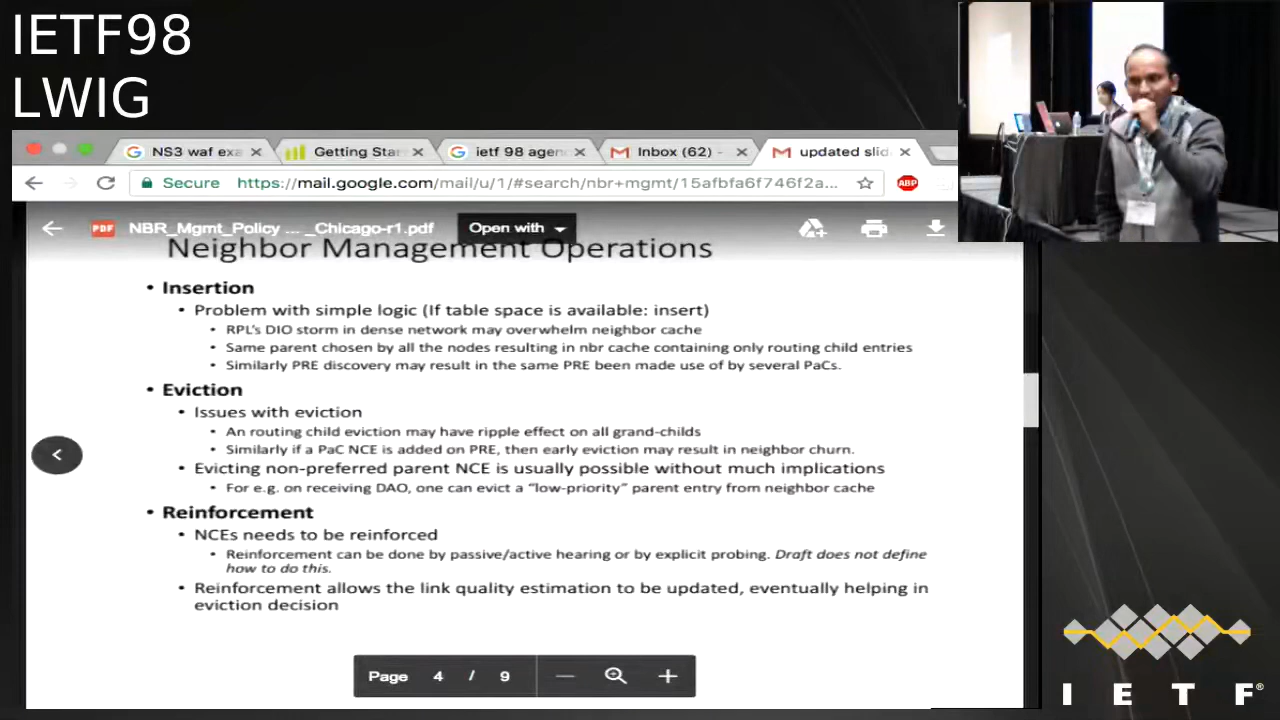 IETF98
LWIG
NS3 waf exa
Getting Star
ietf 98 agen
Inbox (62) -
updated slid
Secure
https://mail.google.com/mail/u/1/#search/nbr+mgmt/15afbfa6f746f2a...
ABP
PDF
NBR_Mgmt_Policy ... _Chicago-r1.pdf
Open with
Neighbor Management Operations
• Insertion
• Problem with simple logic (If table space is available: insert)
• RPL's DIO storm in dense network may overwhelm neighbor cache
• Same parent chosen by all the nodes resulting in nbr cache containing only routing child entries
• Similarly PRE discovery may result in the same PRE been made use of by several PaCs.
• Eviction
• Issues with eviction
• An routing child eviction may have ripple effect on all grand-childs
• Similarly if a PaC NCE is added on PRE, then early eviction may result in neighbor churn.
• Evicting non-preferred parent NCE is usually possible without much implications
• For e.g. on receiving DAO, one can evict a “low-priority” parent entry from neighbor cache
• Reinforcement
• NCEs needs to be reinforced
• Reinforcement can be done by passive/active hearing or by explicit probing. Draft does not define
how to do this.
• Reinforcement allows the link quality estimation to be updated, eventually helping in
eviction decision
Page 4 / 9
I E T F®